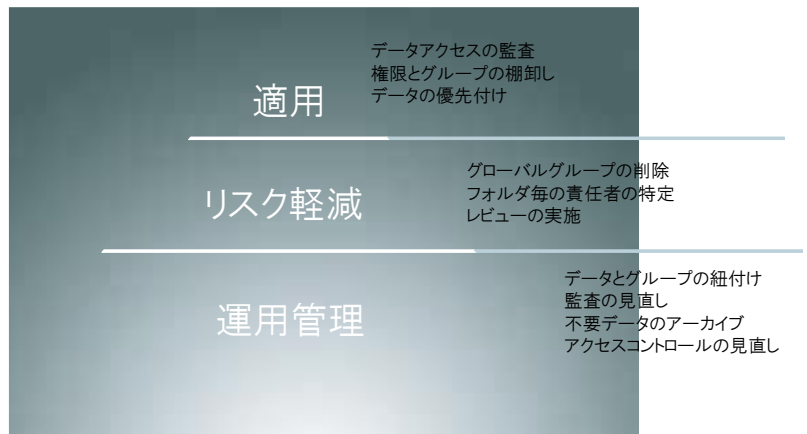 適用
データアクセスの監査
権限とグループの棚卸し
データの優先付け
リスク軽減
グローバルグループの削除
フォルダ毎の責任者の特定
レビューの実施
運用管理
データとグループの紐付け
監査の見直し
不要データのアーカイブ
アクセスコントロールの見直し